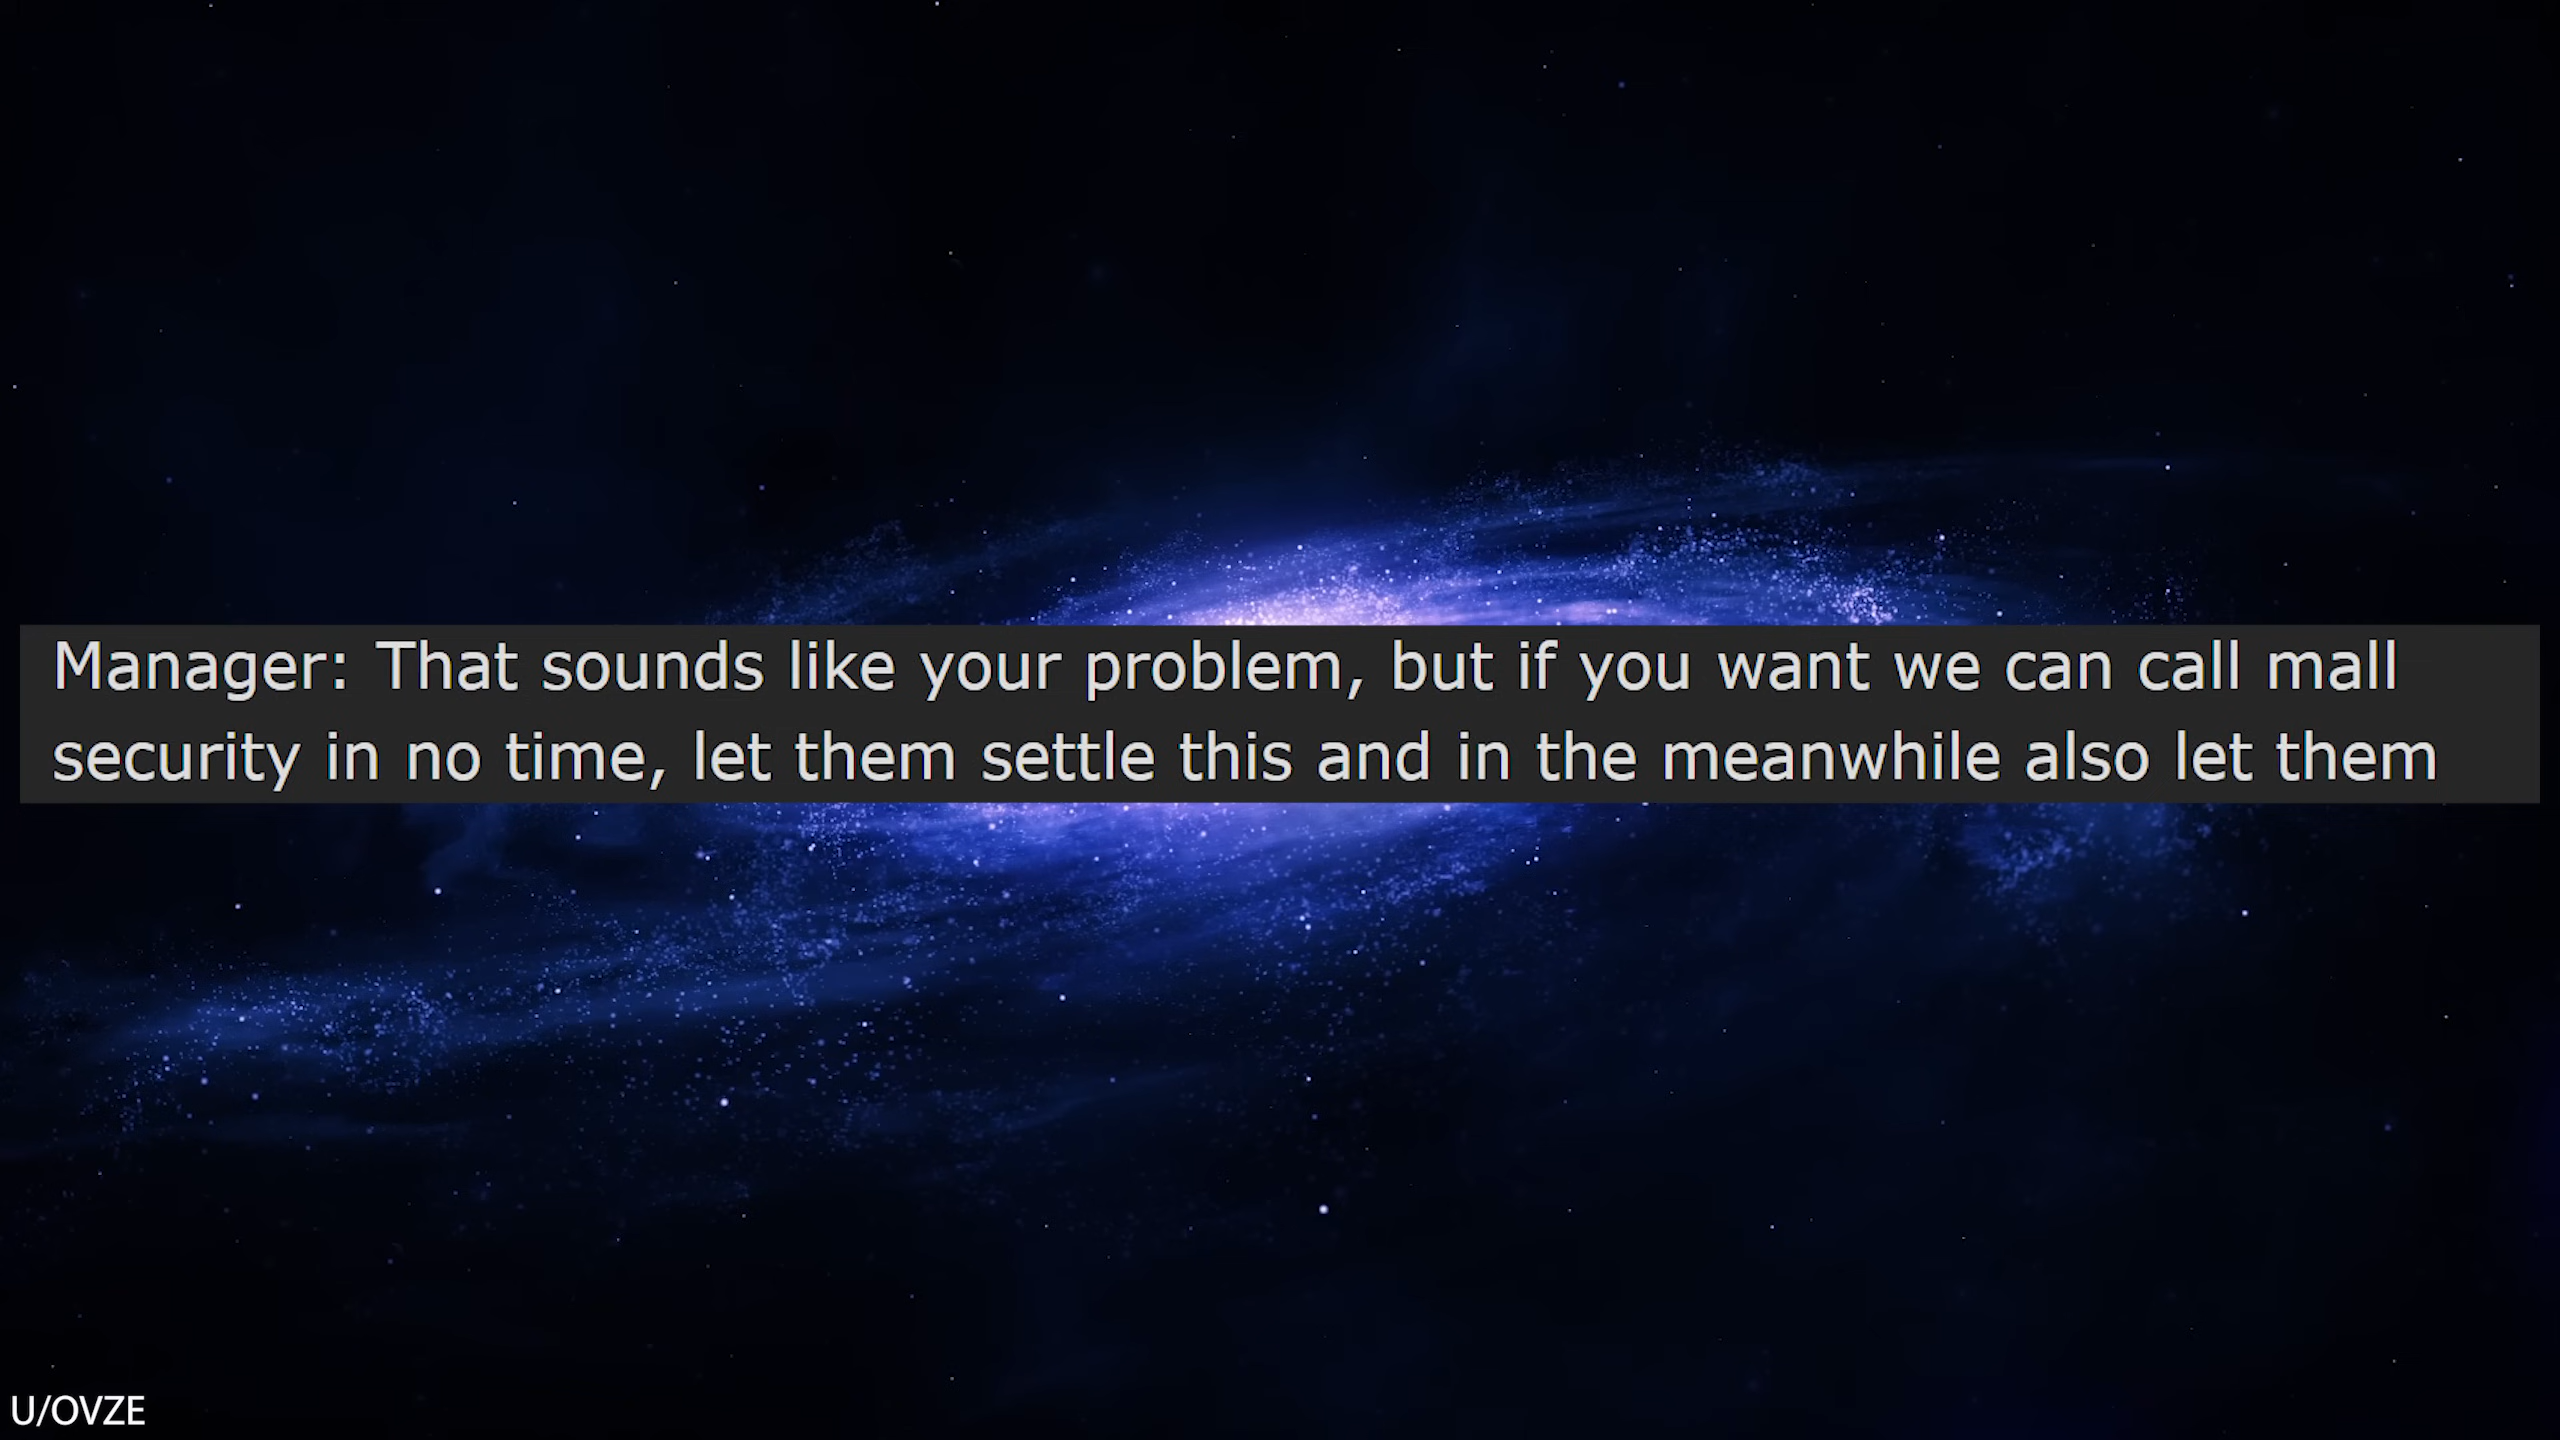 Manager: That sounds like your problem, but if you want we can call mall
security in no time, let them settle this and in the meanwhile also let them
U/OVZE